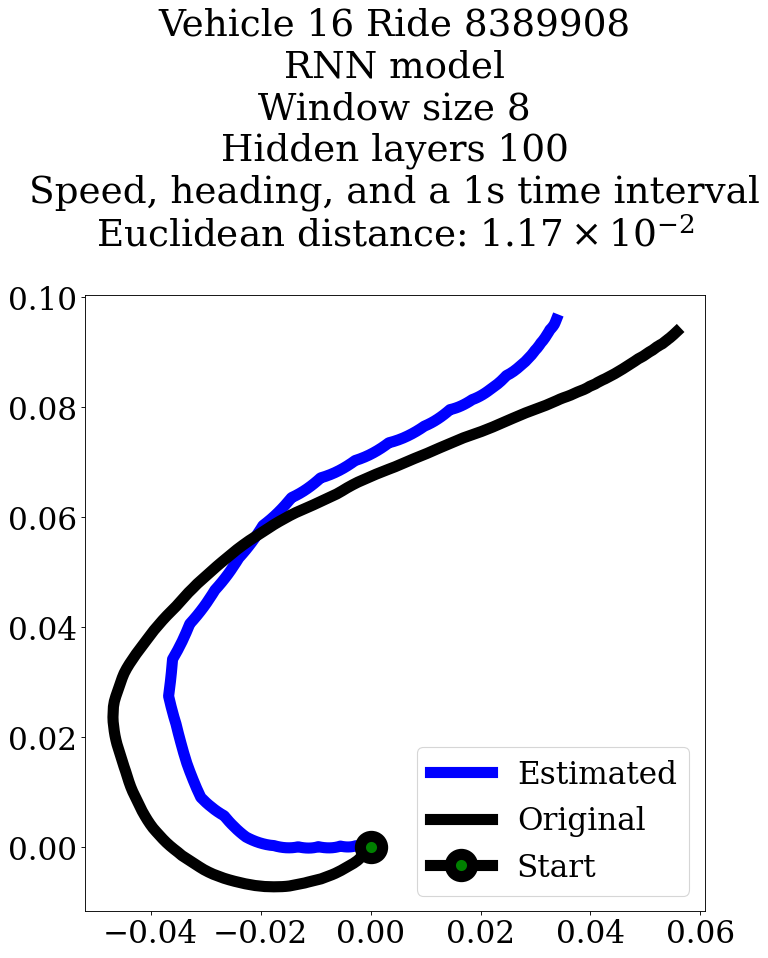 Vehicle 16 Ride 8389908
RNN model
Window size 8
Hidden layers 100
Speed, heading, and a 1s time interval
Euclidean distance: 1.17 × 10⁻²
0.10
0.08
0.06
0.04
0.02
0.00
Estimated
Original
Start
−0.04 −0.02 0.00 0.02 0.04 0.06